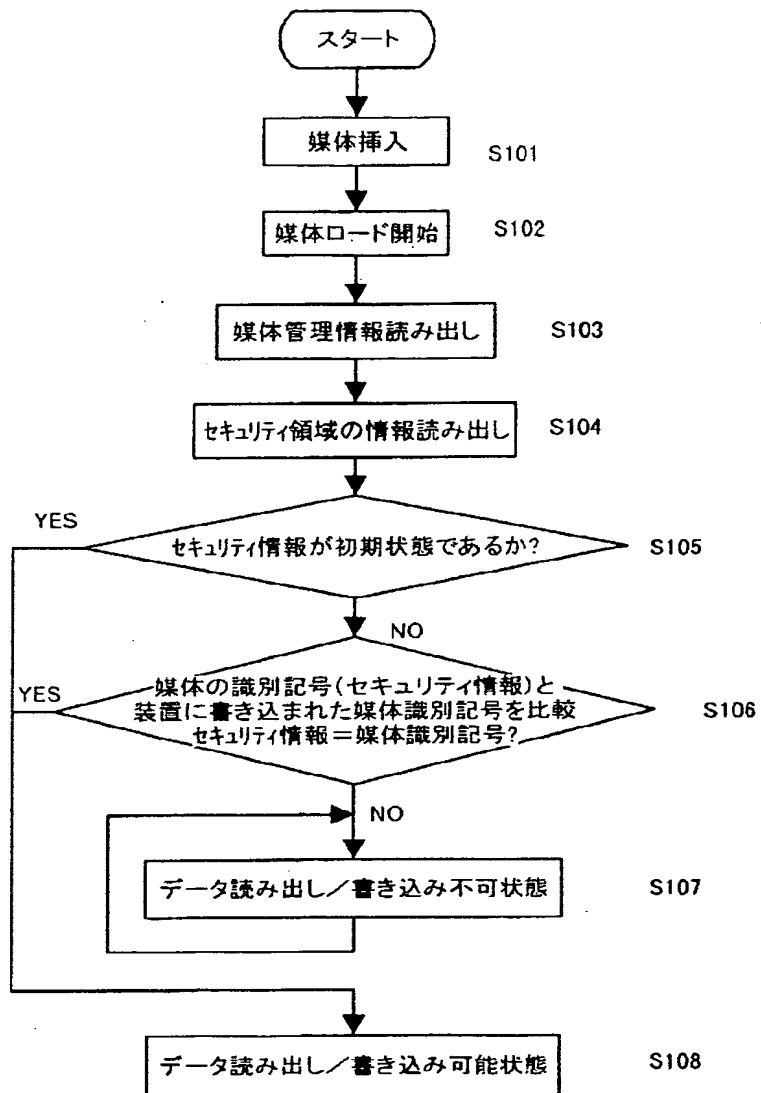 スタート
媒体挿入
S101
媒体ロード開始
S102
媒体管理情報読み出し
S103
セキュリティ領域の情報読み出し
S104
YES
セキュリティ情報が初期状態であるか?
S105
NO
YES
媒体の識別記号(セキュリティ情報)と
装置に書き込まれた媒体識別記号を比較
セキュリティ情報=媒体識別記号?
S106
NO
データ読み出し/書き込み不可状態
S107
データ読み出し/書き込み可能状態
S108